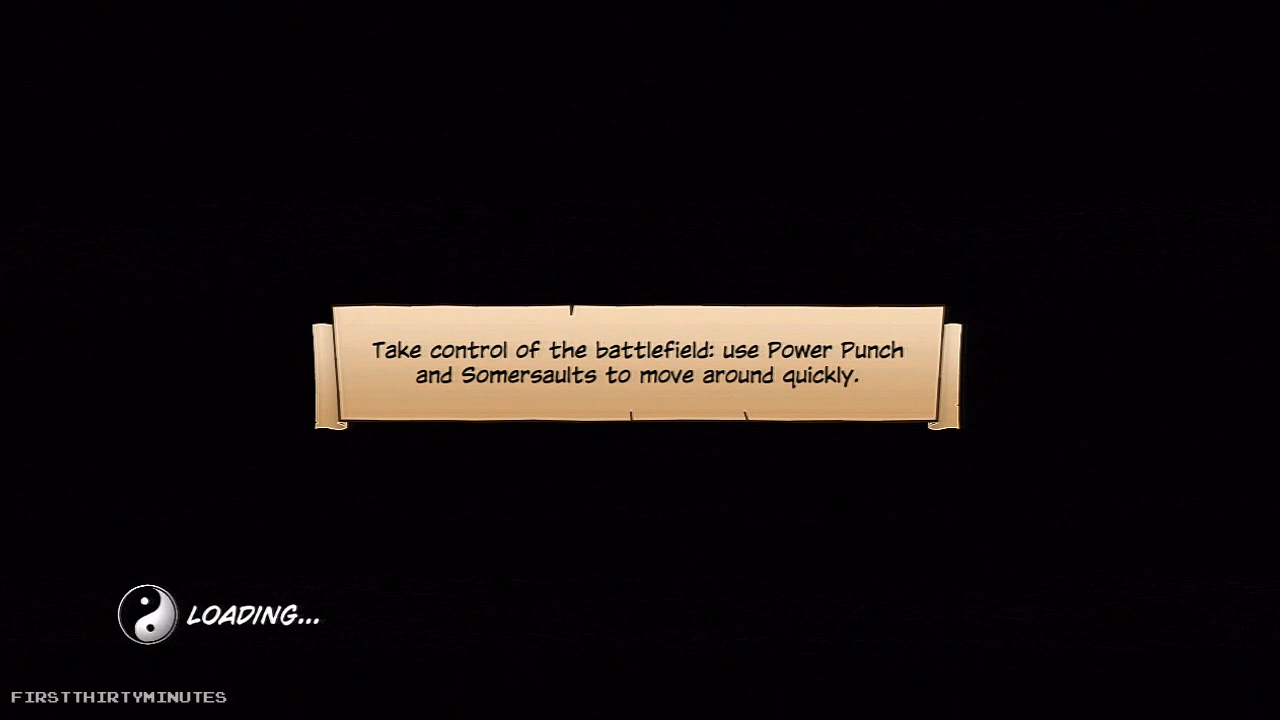 Take control of the battlefield: use Power Punch
and Somersaults to move around quickly.
LOADING...
FIRSTTHIRTYMINUTES